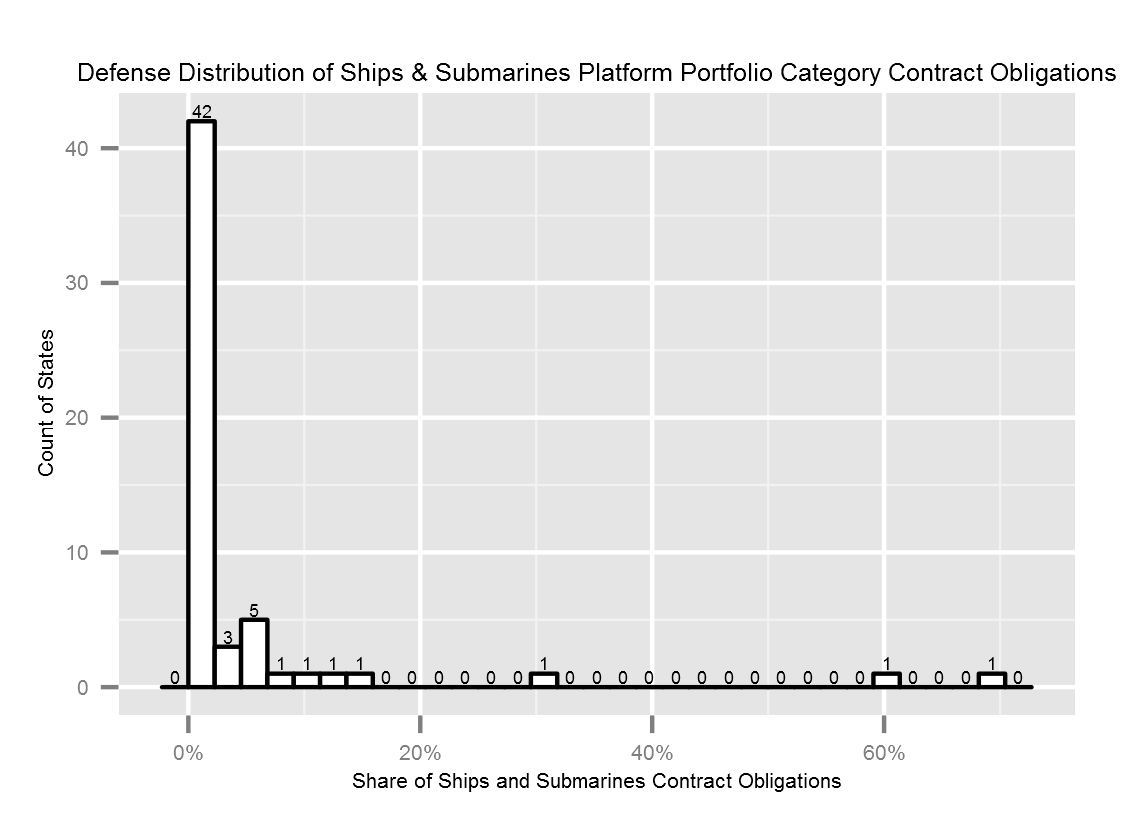 Defense Distribution of Ships & Submarines Platform Portfolio Category Contract Obligations
42
40
30
20
10
0
Count of States
5
3
1 1 1 1 1 1 1
0 0 0 0 0 0 0 0 0 0 0 0 0 0 0 0 0 0 0 0 0 0 0
0% 20% 40% 60%
Share of Ships and Submarines Contract Obligations